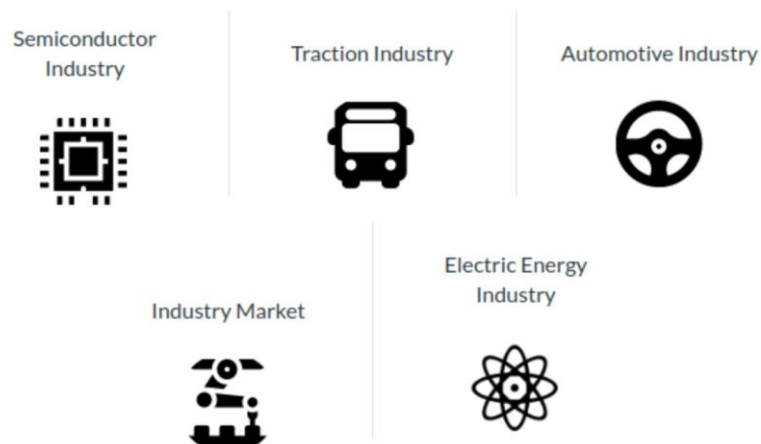 Semiconductor
Industry
Traction Industry
Automotive Industry
Industry Market
Electric Energy
Industry